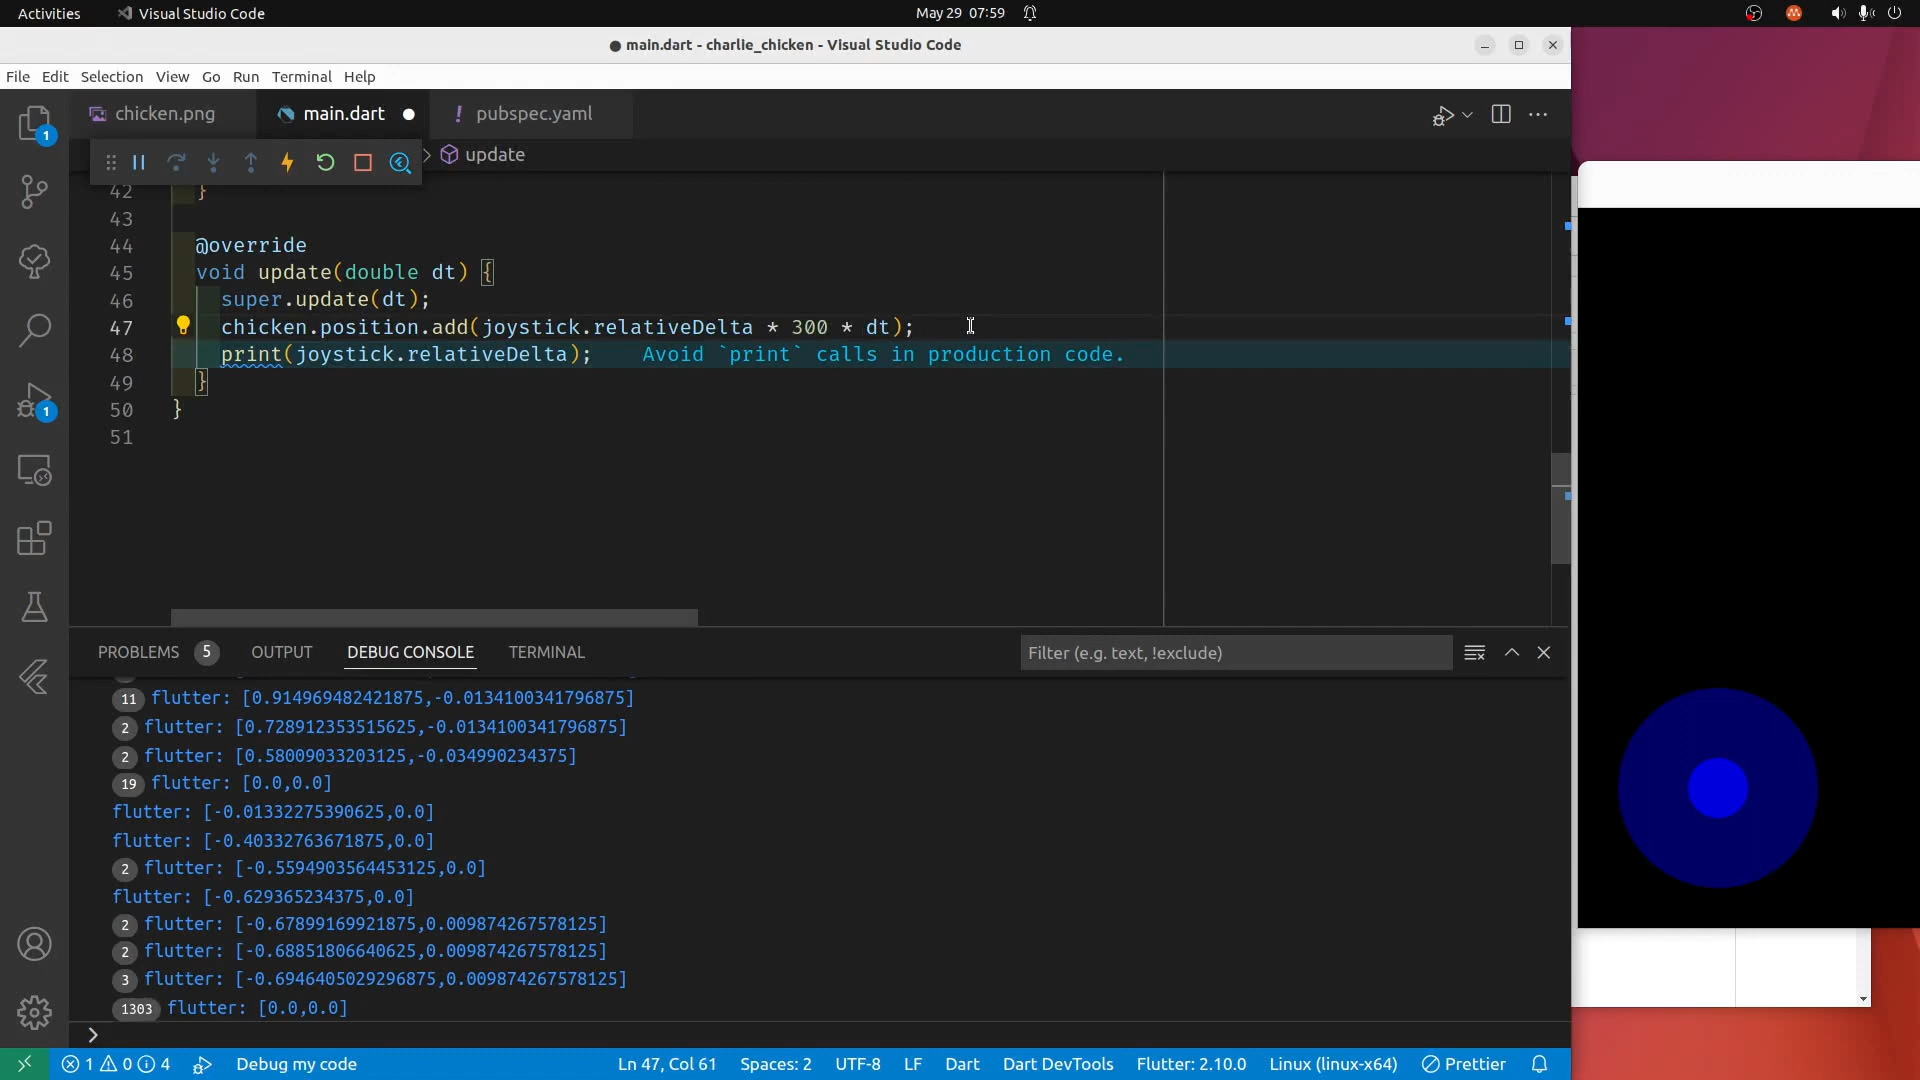 Activities Visual Studio Code May 29 07:59
● main.dart - charlie_chicken - Visual Studio Code
File Edit Selection View Go Run Terminal Help
1 chicken.png main.dart ● ! pubspec.yaml
> update
42 }
43
44 @override
45 void update(double dt) {
46 super.update(dt);
47 chicken.position.add(joystick.relativeDelta * 300 * dt);
48 print(joystick.relativeDelta); Avoid `print` calls in production code.
49 }
50 }
51
1
PROBLEMS 5 OUTPUT DEBUG CONSOLE TERMINAL Filter (e.g. text, !exclude)
11 flutter: [0.914969482421875,-0.0134100341796875]
2 flutter: [0.728912353515625,-0.0134100341796875]
2 flutter: [0.58009033203125,-0.034990234375]
19 flutter: [0.0,0.0]
flutter: [-0.01332275390625,0.0]
flutter: [-0.40332763671875,0.0]
2 flutter: [-0.5594903564453125,0.0]
flutter: [-0.629365234375,0.0]
2 flutter: [-0.67899169921875,0.009874267578125]
2 flutter: [-0.68851806640625,0.009874267578125]
3 flutter: [-0.6946405029296875,0.009874267578125]
1303 flutter: [0.0,0.0]
>
1 0 4 Debug my code Ln 47, Col 61 Spaces: 2 UTF-8 LF Dart Dart DevTools Flutter: 2.10.0 Linux (linux-x64) Prettier